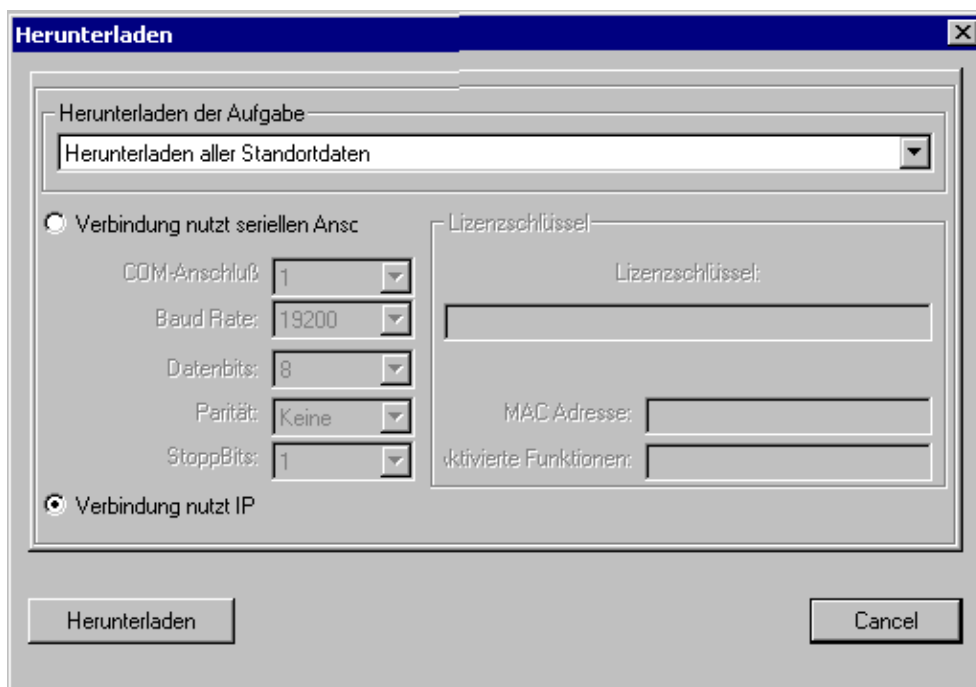 Herunterladen
Herunterladen der Aufgabe
Herunterladen aller Standortdaten
Verbindung nutzt seriellen Ansc
COM-Anschluß
1
Baud Rate:
19200
Datenbits:
8
Parität:
Keine
StoppBits:
1
Lizenzschlüssel
Lizenzschlüssel:
MAC Adresse:
ktivierte Funktionen:
Verbindung nutzt IP
Herunterladen
Cancel